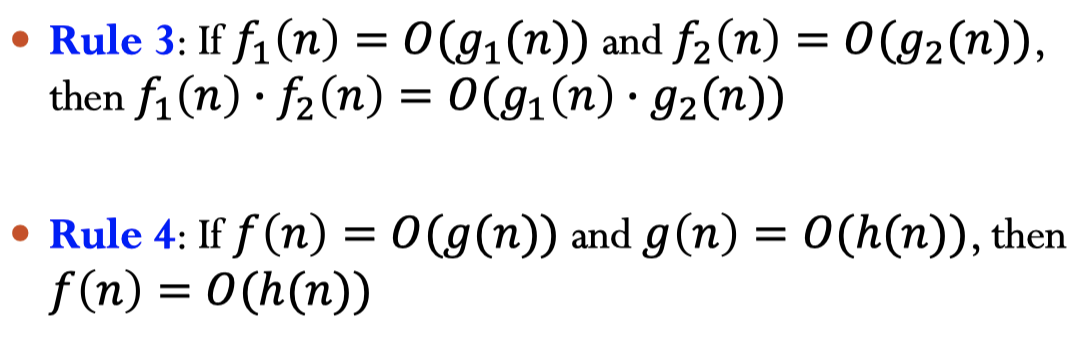 • Rule 3: If f₁(n) = O(g₁(n)) and f₂(n) = O(g₂(n)),
then f₁(n) · f₂(n) = O(g₁(n) · g₂(n))
• Rule 4: If f(n) = O(g(n)) and g(n) = O(h(n)), then
f(n) = O(h(n))